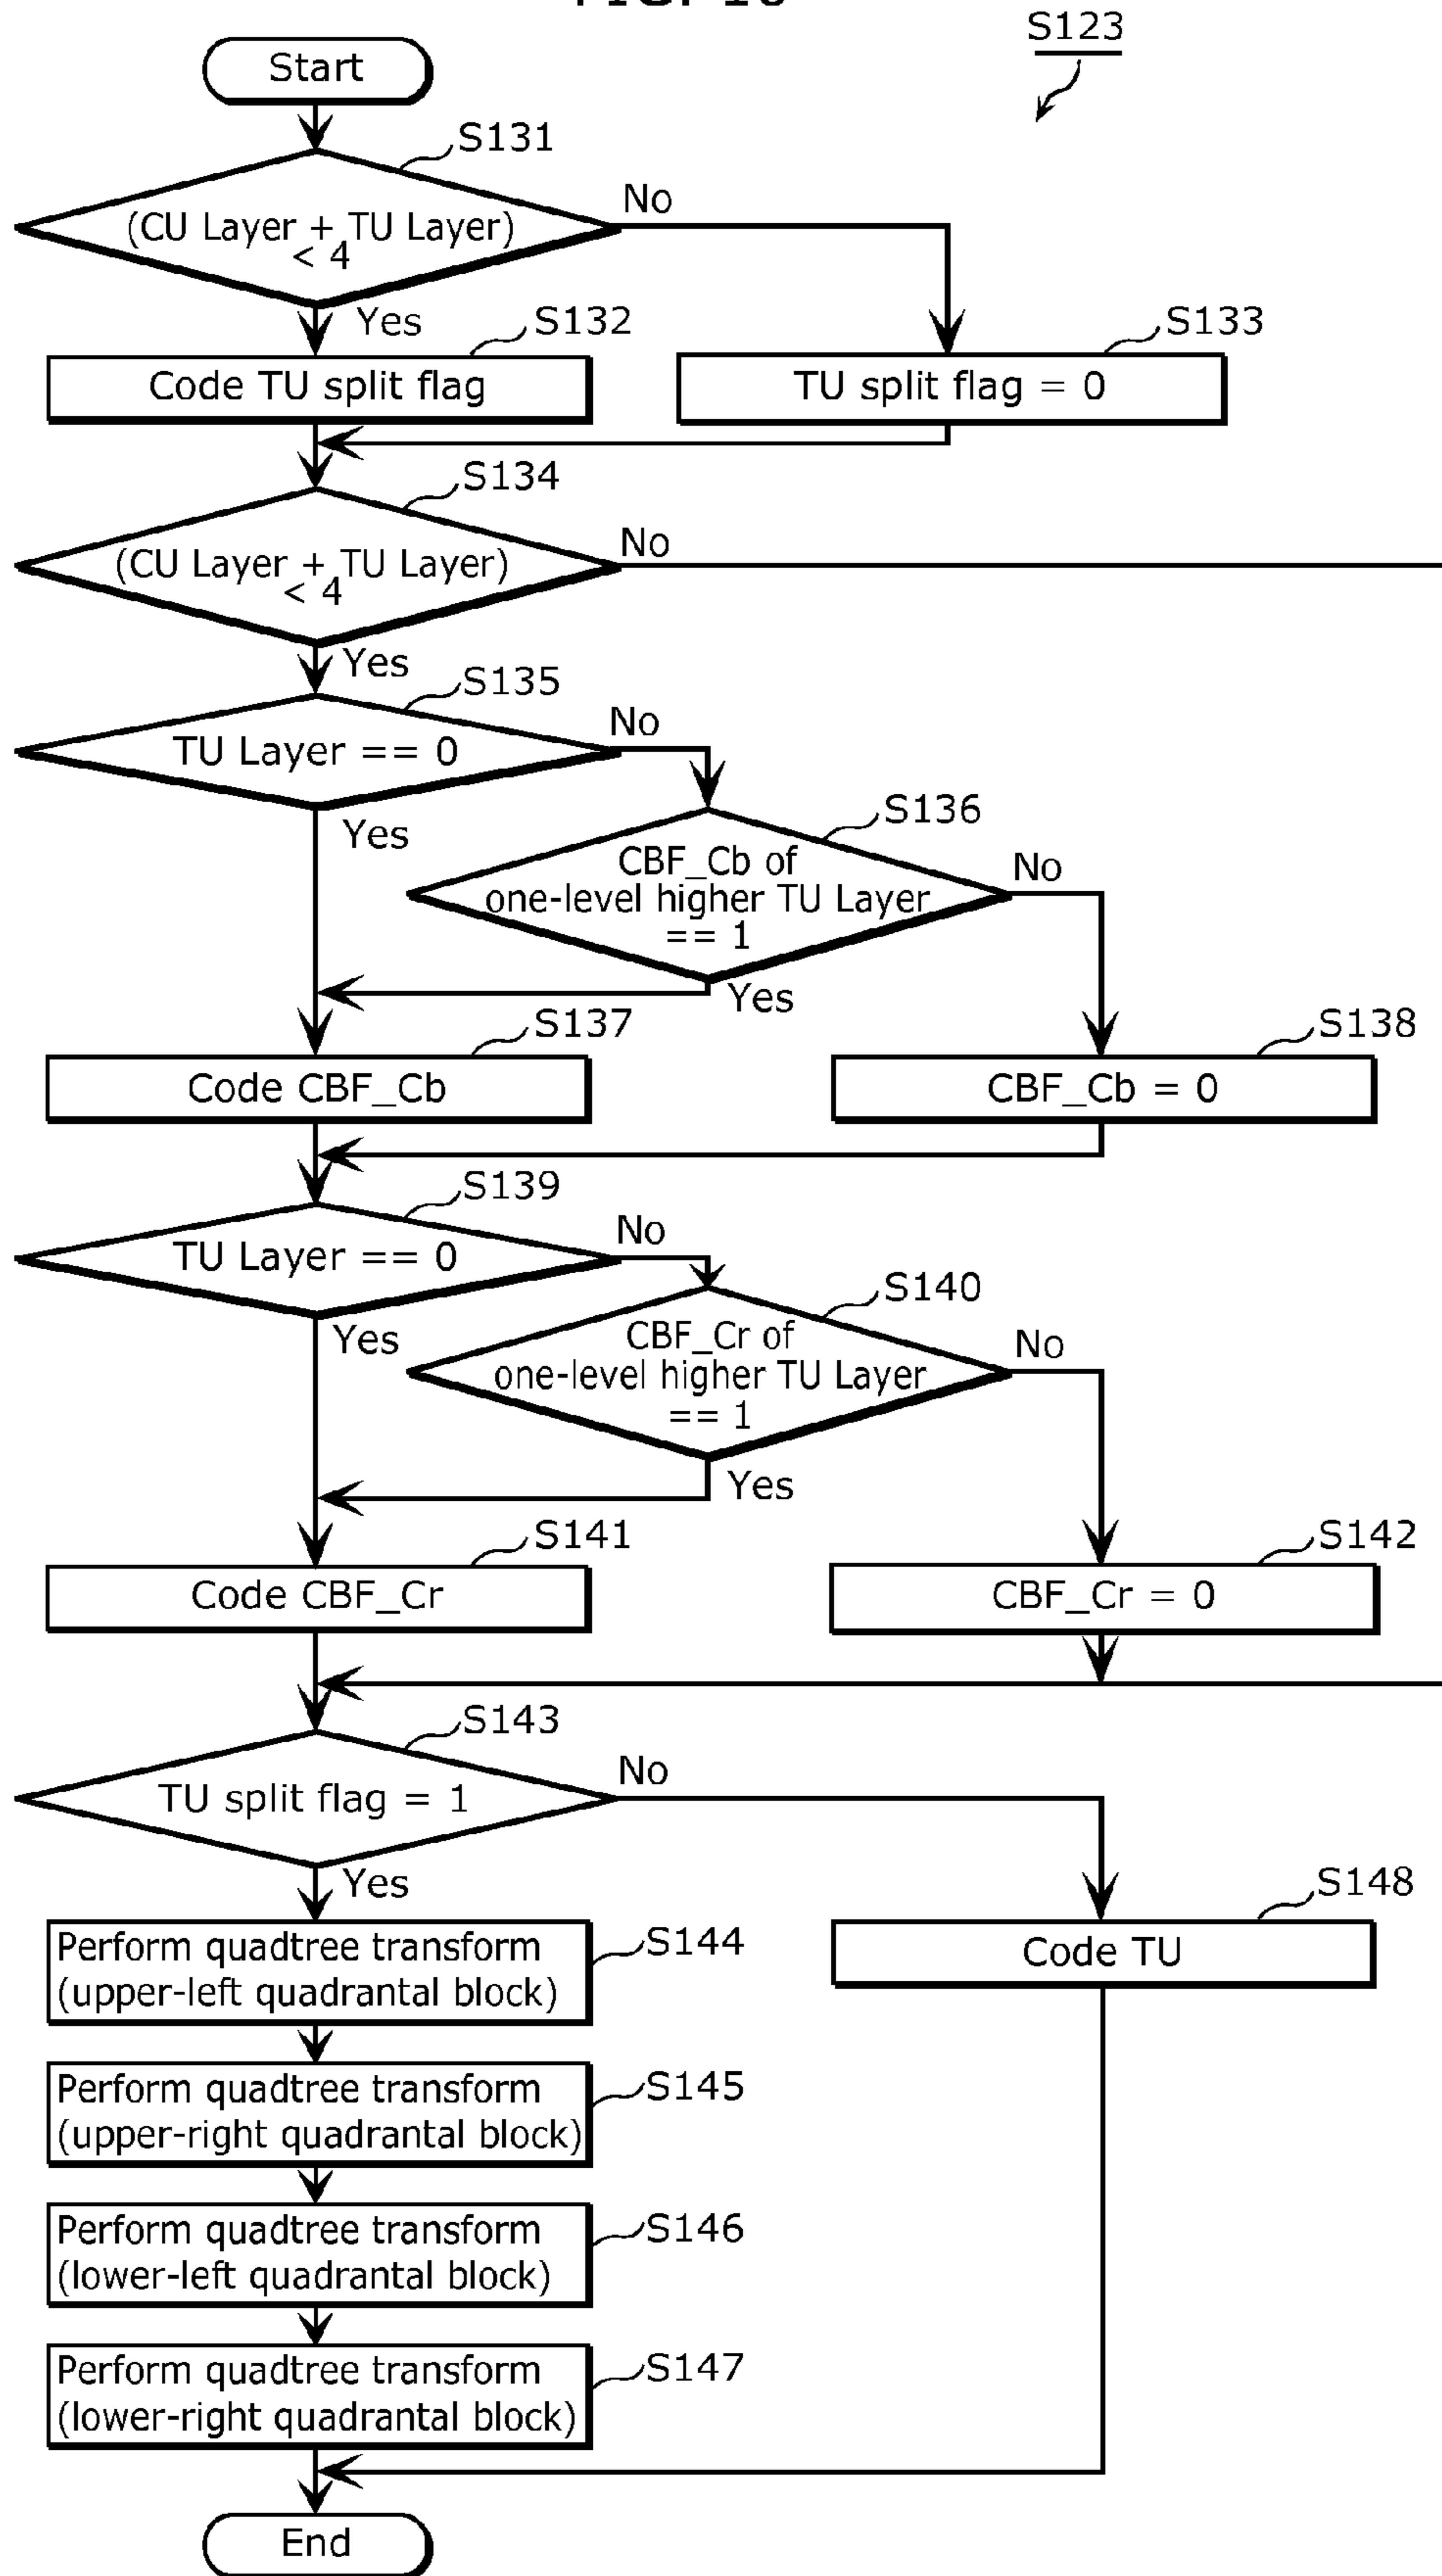 S123
Start
S131
(CU Layer + TU Layer)
< 4
No
Yes
S132
S133
Code TU split flag
TU split flag = 0
S134
(CU Layer + TU Layer)
< 4
No
Yes
S135
TU Layer == 0
No
Yes
S136
CBF_Cb of
one-level higher TU Layer
== 1
No
Yes
S137
S138
Code CBF_Cb
CBF_Cb = 0
S139
TU Layer == 0
No
Yes
S140
CBF_Cr of
one-level higher TU Layer
== 1
No
Yes
S141
S142
Code CBF_Cr
CBF_Cr = 0
S143
TU split flag = 1
No
Yes
S148
Code TU
Perform quadtree transform
(upper-left quadrantal block)
S144
Perform quadtree transform
(upper-right quadrantal block)
S145
Perform quadtree transform
(lower-left quadrantal block)
S146
Perform quadtree transform
(lower-right quadrantal block)
S147
End